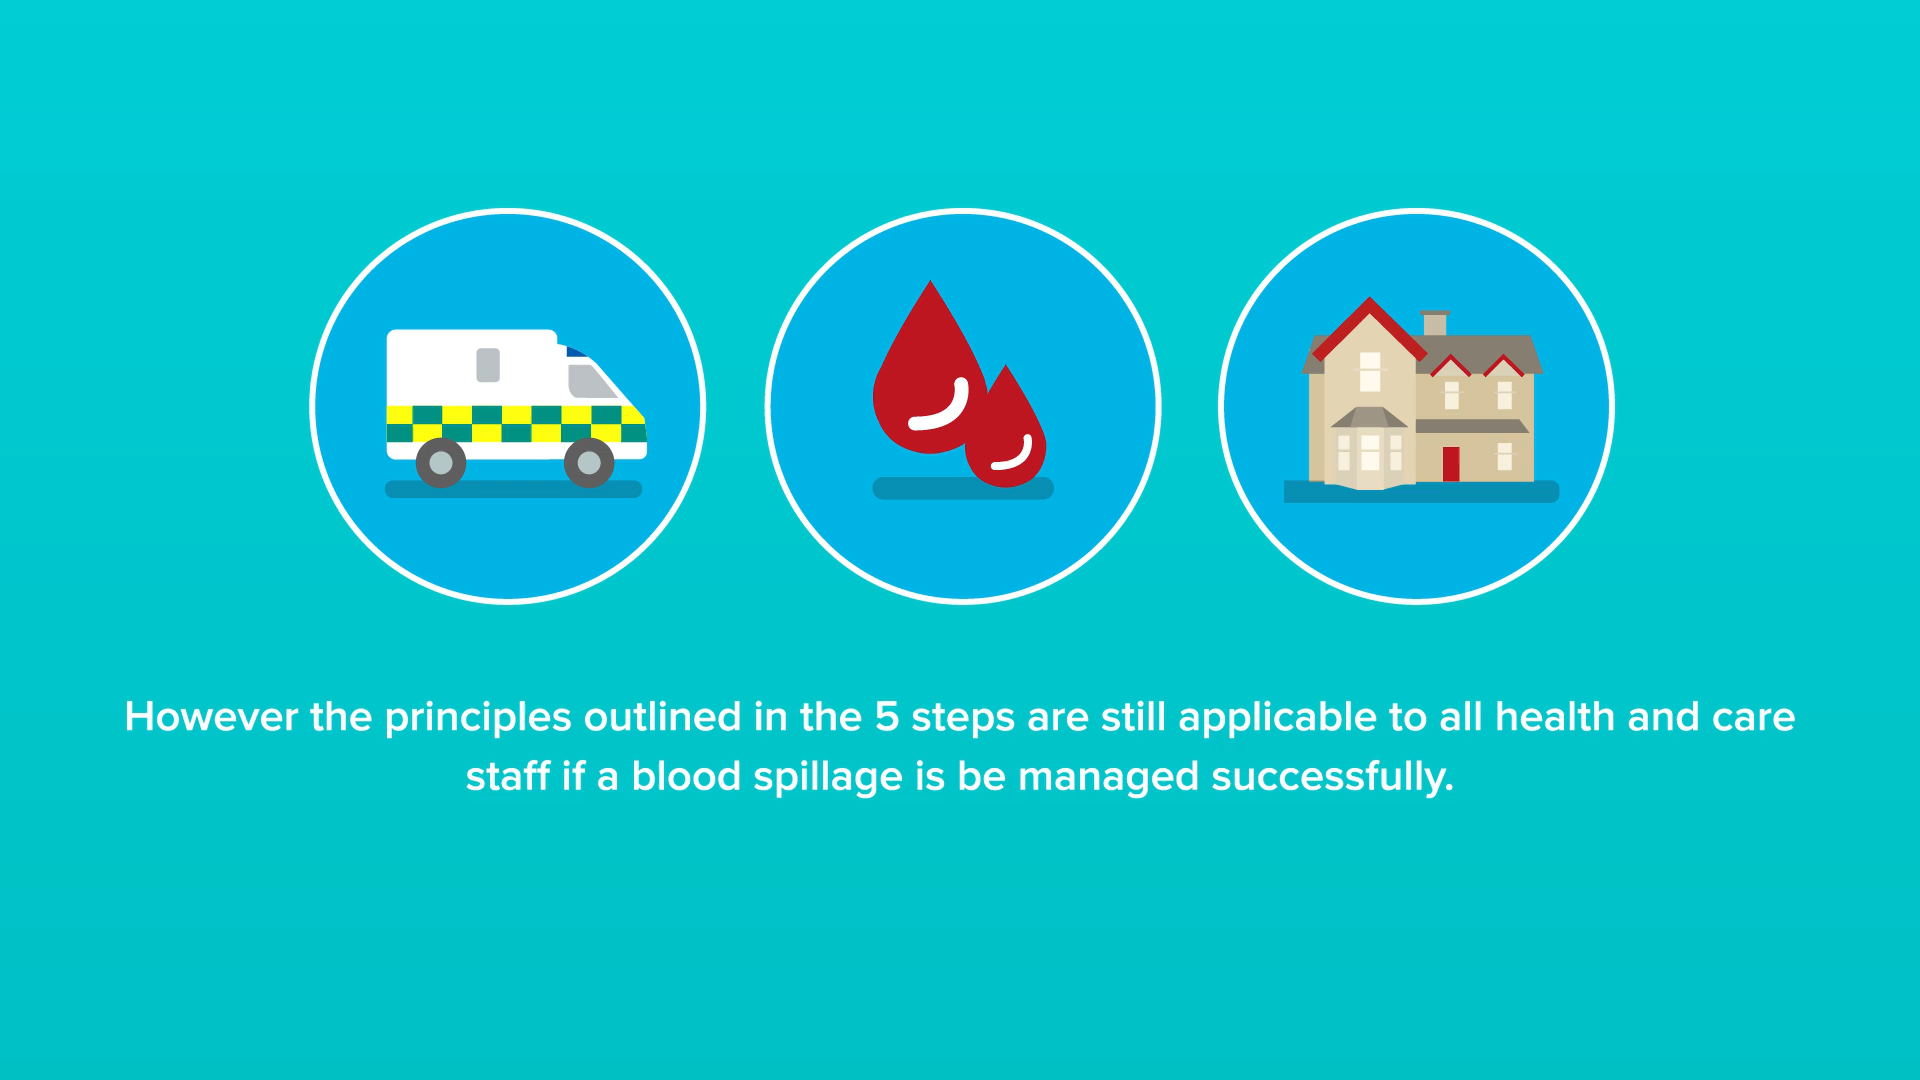 However the principles outlined in the 5 steps are still applicable to all health and care
staff if a blood spillage is be managed successfully.